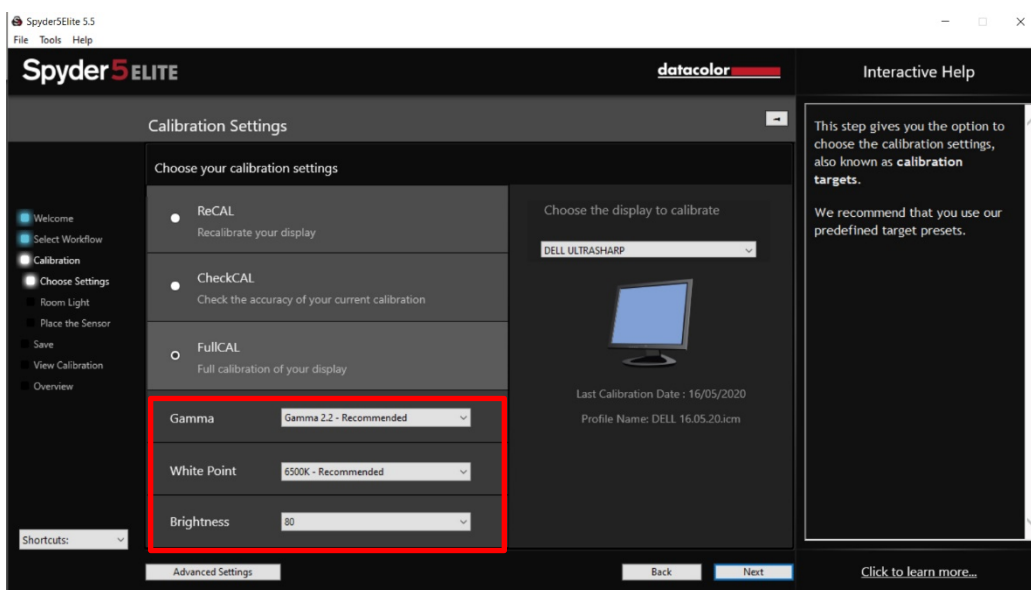 Spyder5Elite 5.5
File Tools Help
Spyder5ELITE
datacolor
Interactive Help
Calibration Settings
Choose your calibration settings
Welcome
Select Workflow
Calibration
Choose Settings
Room Light
Place the Sensor
Save
View Calibration
Overview
Shortcuts:
ReCAL
Recalibrate your display
CheckCAL
Check the accuracy of your current calibration
FullCAL
Full calibration of your display
Gamma
Gamma 2.2 - Recommended
White Point
6500K - Recommended
Brightness
80
Choose the display to calibrate
DELL ULTRASHARP
Last Calibration Date : 16/05/2020
Profile Name: DELL 16.05.20.icm
Advanced Settings
Back
Next
This step gives you the option to
choose the calibration settings,
also known as calibration
targets.
We recommend that you use our
predefined target presets.
Click to learn more...